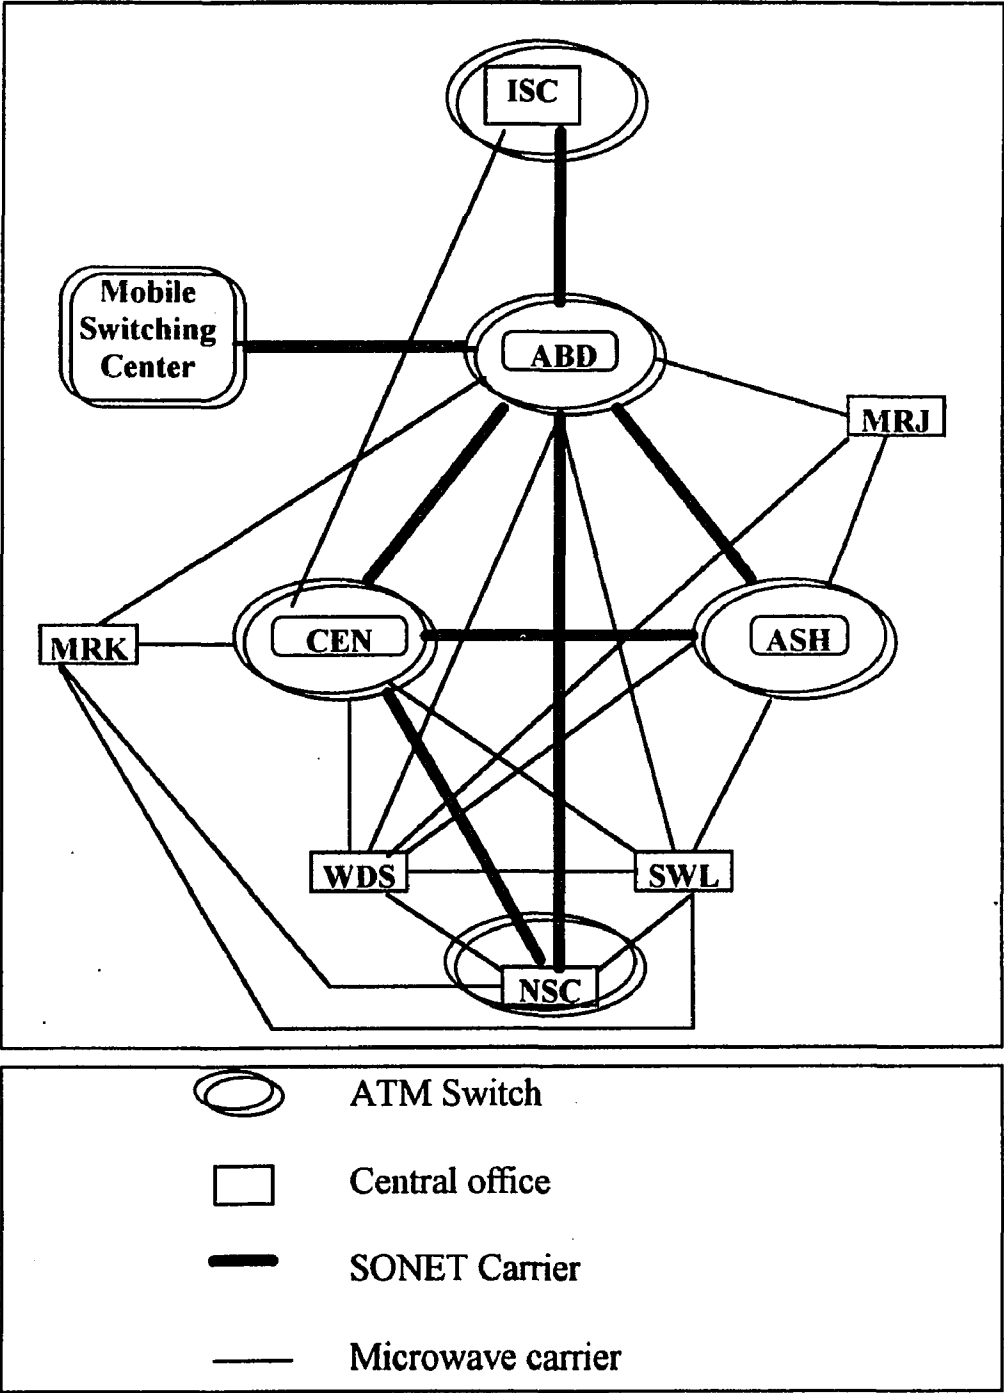 ISC
Mobile
Switching
Center
ABD
MRJ
MRK
CEN
ASH
WDS
SWL
NSC
ATM Switch
Central office
SONET Carrier
Microwave carrier